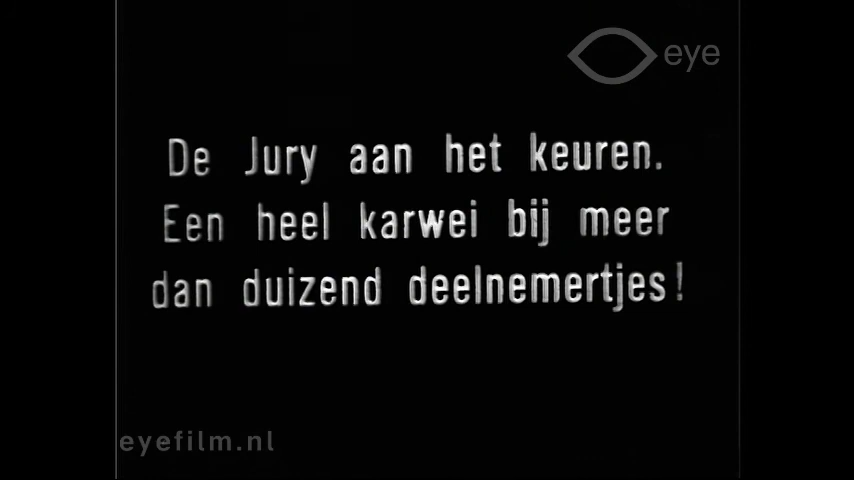 eye
De Jury aan het keuren.
Een heel karwei bij meer
dan duizend deelnemertjes!
eyefilm.nl